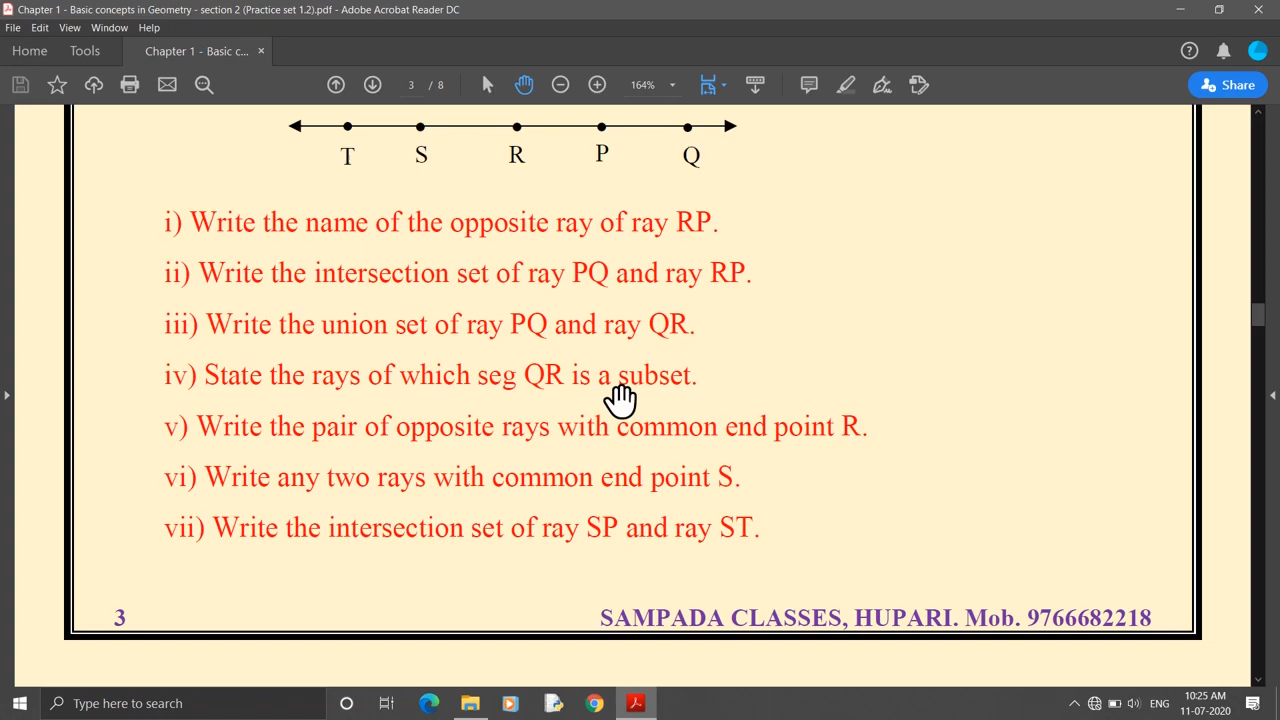 Chapter 1 - Basic concepts in Geometry - section 2 (Practice set 1.2).pdf - Adobe Acrobat Reader DC
File Edit View Window Help
Home Tools Chapter 1 - Basic c... ×
3 / 8 164% Share
T S R P Q
i) Write the name of the opposite ray of ray RP.
ii) Write the intersection set of ray PQ and ray RP.
iii) Write the union set of ray PQ and ray QR.
iv) State the rays of which seg QR is a subset.
v) Write the pair of opposite rays with common end point R.
vi) Write any two rays with common end point S.
vii) Write the intersection set of ray SP and ray ST.
3 SAMPADA CLASSES, HUPARI. Mob. 9766682218
Type here to search ENG 10:25 AM
11-07-2020